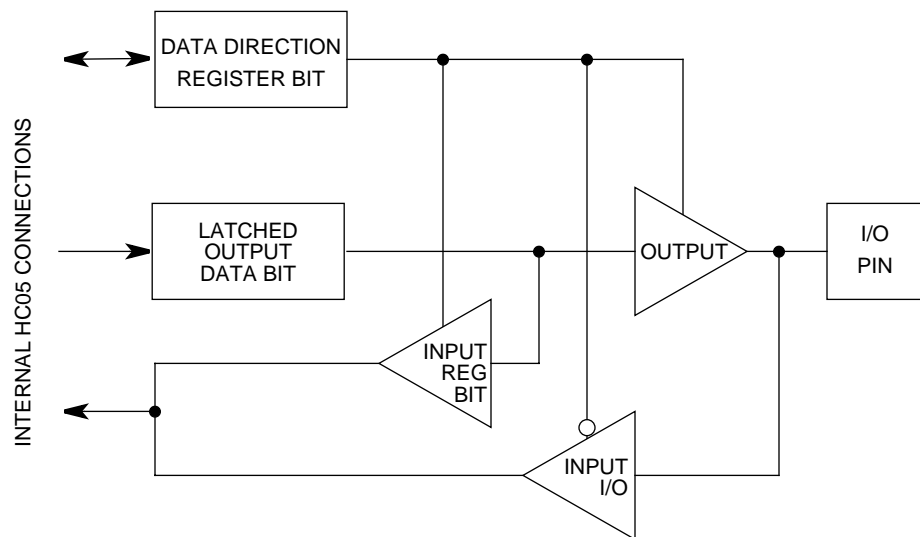 DATA DIRECTION
REGISTER BIT
INTERNAL HC05 CONNECTIONS
LATCHED
OUTPUT
DATA BIT
OUTPUT
I/O
PIN
INPUT
REG
BIT
INPUT
I/O